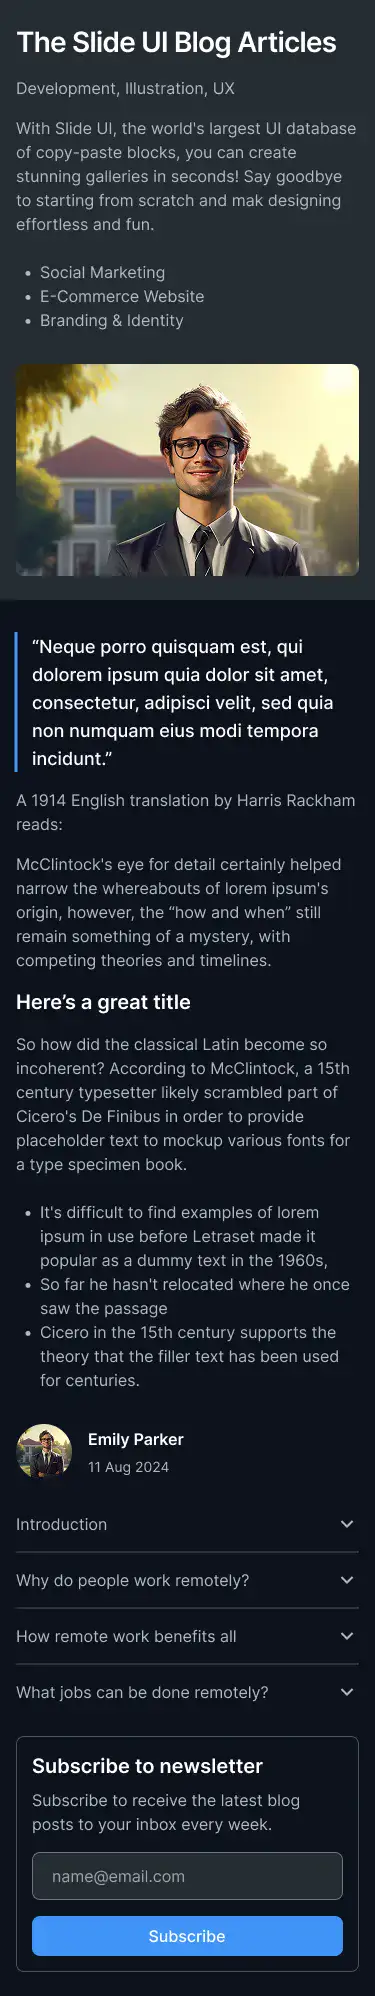 The Slide UI Blog Articles
Development, Illustration, UX
With Slide UI, the world's largest UI database
of copy-paste blocks, you can create
stunning galleries in seconds! Say goodbye
to starting from scratch and mak designing
effortless and fun.
• Social Marketing
• E-Commerce Website
• Branding & Identity
“Neque porro quisquam est, qui
dolorem ipsum quia dolor sit amet,
consectetur, adipisci velit, sed quia
non numquam eius modi tempora
incidunt.”
A 1914 English translation by Harris Rackham
reads:
McClintock's eye for detail certainly helped
narrow the whereabouts of lorem ipsum's
origin, however, the “how and when” still
remain something of a mystery, with
competing theories and timelines.
Here’s a great title
So how did the classical Latin become so
incoherent? According to McClintock, a 15th
century typesetter likely scrambled part of
Cicero's De Finibus in order to provide
placeholder text to mockup various fonts for
a type specimen book.
• It's difficult to find examples of lorem
ipsum in use before Letraset made it
popular as a dummy text in the 1960s,
• So far he hasn't relocated where he once
saw the passage
• Cicero in the 15th century supports the
theory that the filler text has been used
for centuries.
Emily Parker
11 Aug 2024
Introduction
Why do people work remotely?
How remote work benefits all
What jobs can be done remotely?
Subscribe to newsletter
Subscribe to receive the latest blog
posts to your inbox every week.
name@email.com
Subscribe